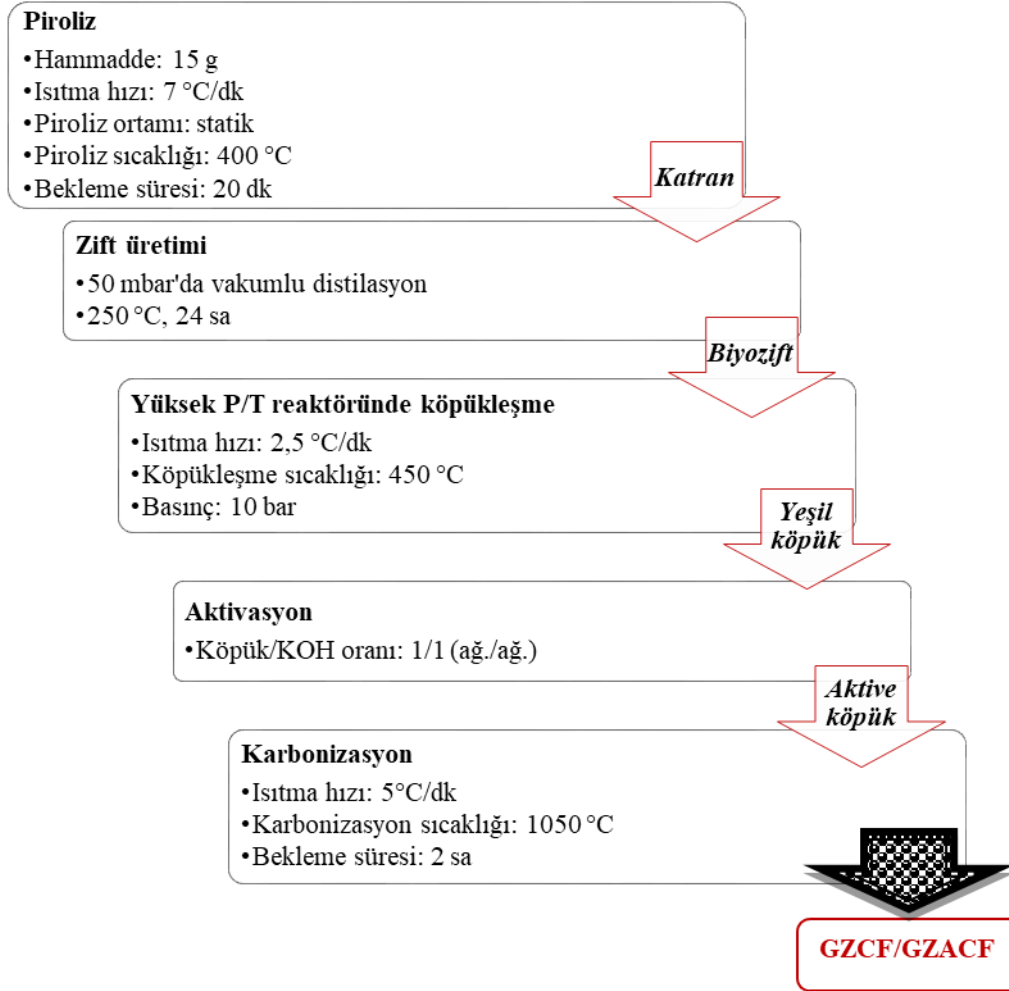 Piroliz
•Hammadde: 15 g
•Isıtma hızı: 7 °C/dk
•Piroliz ortamı: statik
•Piroliz sıcaklığı: 400 °C
•Bekleme süresi: 20 dk
Katran
Zift üretimi
•50 mbar'da vakumlu distilasyon
•250 °C, 24 sa
Biyozift
Yüksek P/T reaktöründe köpükleşme
•Isıtma hızı: 2,5 °C/dk
•Köpükleşme sıcaklığı: 450 °C
•Basınç: 10 bar
Yeşil
köpük
Aktivasyon
•Köpük/KOH oranı: 1/1 (ağ./ağ.)
Aktive
köpük
Karbonizasyon
•Isıtma hızı: 5°C/dk
•Karbonizasyon sıcaklığı: 1050 °C
•Bekleme süresi: 2 sa
GZCF/GZACF